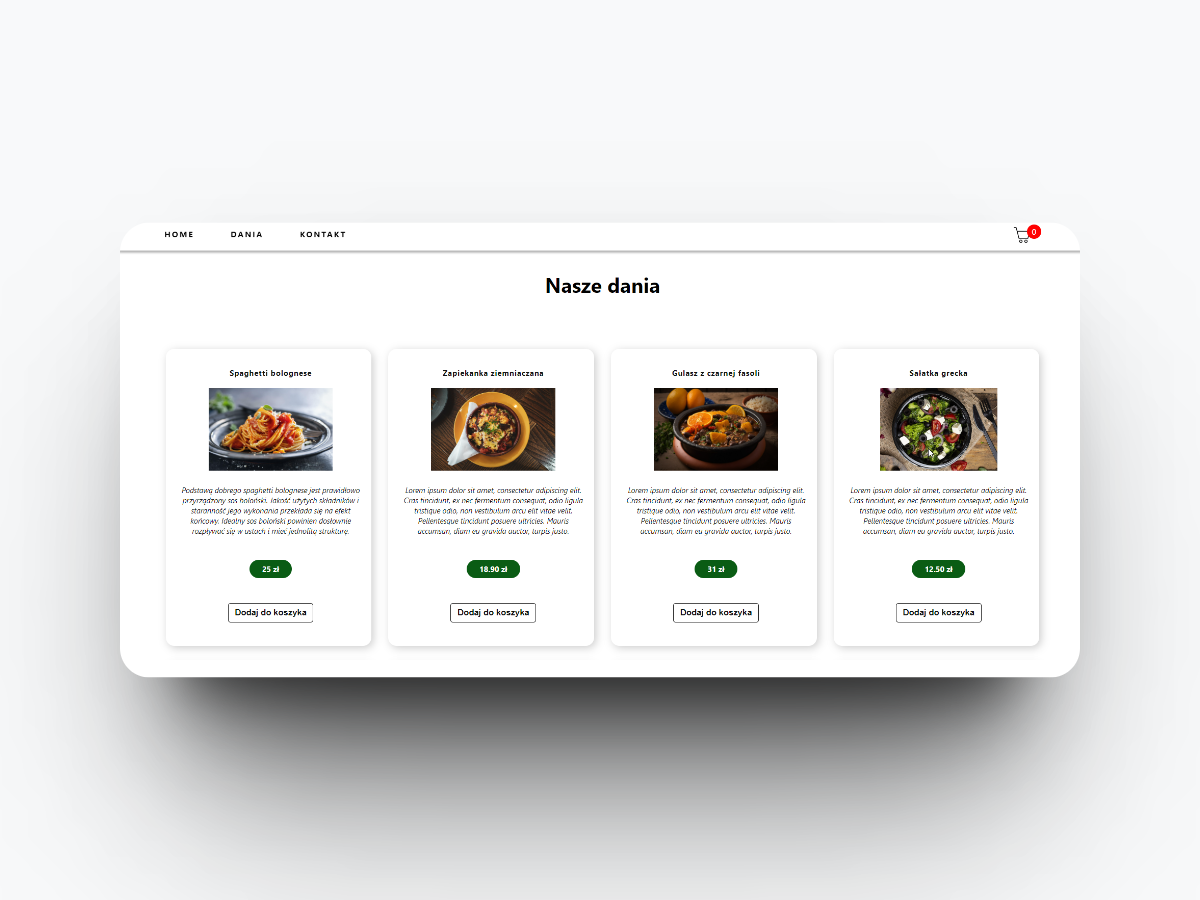 HOME DANIA KONTAKT 0
Nasze dania
Spaghetti bolognese
Podstawą dobrego spaghetti bolognese jest prawidłowo
przyrządzony sos boloński. Jakość użytych składników i
staranność jego wykonania przekłada się na efekt
końcowy. Idealny sos boloński powinien dosłownie
rozpływać się w ustach i mieć jednolitą strukturę.
25 zł
Dodaj do koszyka
Zapiekanka ziemniaczana
Lorem ipsum dolor sit amet, consectetur adipiscing elit.
Cras tincidunt, ex nec fermentum consequat, odio ligula
tristique odio, non vestibulum arcu elit vitae velit.
Pellentesque tincidunt posuere ultricies. Mauris
accumsan, diam eu gravida auctor, turpis justo.
18.90 zł
Dodaj do koszyka
Gulasz z czarnej fasoli
Lorem ipsum dolor sit amet, consectetur adipiscing elit.
Cras tincidunt, ex nec fermentum consequat, odio ligula
tristique odio, non vestibulum arcu elit vitae velit.
Pellentesque tincidunt posuere ultricies. Mauris
accumsan, diam eu gravida auctor, turpis justo.
31 zł
Dodaj do koszyka
Sałatka grecka
Lorem ipsum dolor sit amet, consectetur adipiscing elit.
Cras tincidunt, ex nec fermentum consequat, odio ligula
tristique odio, non vestibulum arcu elit vitae velit.
Pellentesque tincidunt posuere ultricies. Mauris
accumsan, diam eu gravida auctor, turpis justo.
12.50 zł
Dodaj do koszyka